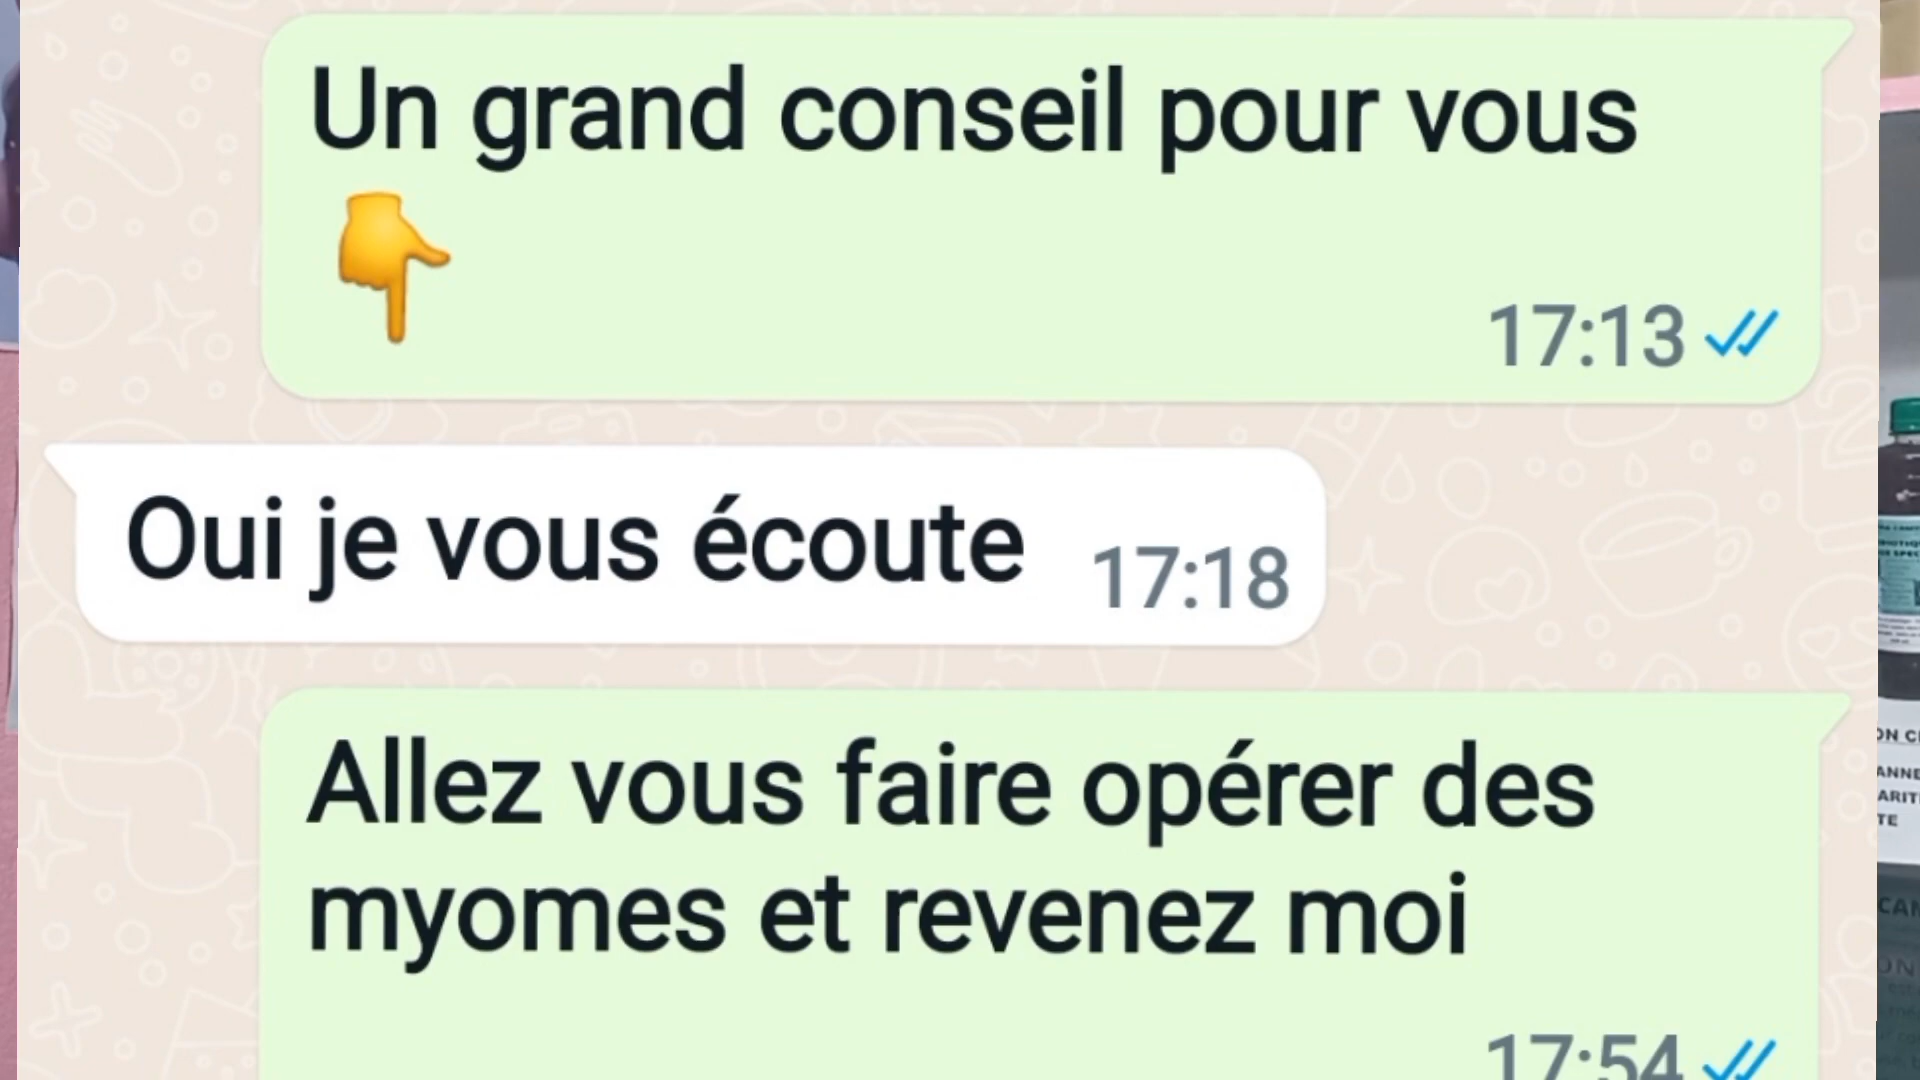 Un grand conseil pour vous
👇
17:13
Oui je vous écoute 17:18
Allez vous faire opérer des
myomes et revenez moi
17:54